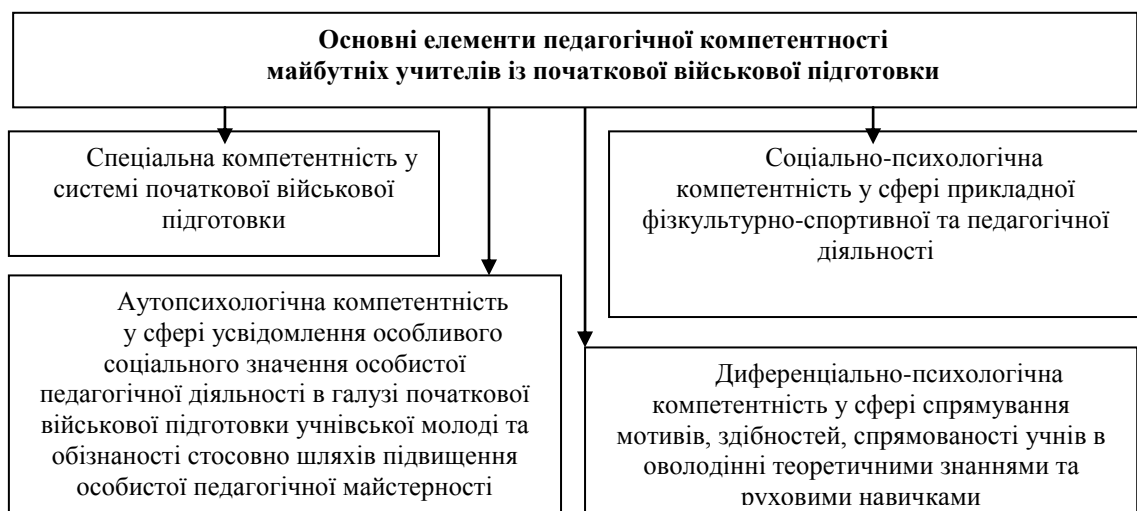 Основні елементи педагогічної компетентності
майбутніх учителів із початкової військової підготовки
Спеціальна компетентність у
системі початкової військової
підготовки
Соціально-психологічна
компетентність у сфері прикладної
фізкультурно-спортивної та педагогічної
діяльності
Аутопсихологічна компетентність
у сфері усвідомлення особливого
соціального значення особистої
педагогічної діяльності в галузі початкової
військової підготовки учнівської молоді та
обізнаності стосовно шляхів підвищення
особистої педагогічної майстерності
Диференціально-психологічна
компетентність у сфері спрямування
мотивів, здібностей, спрямованості учнів в
оволодінні теоретичними знаннями та
руховими навичками